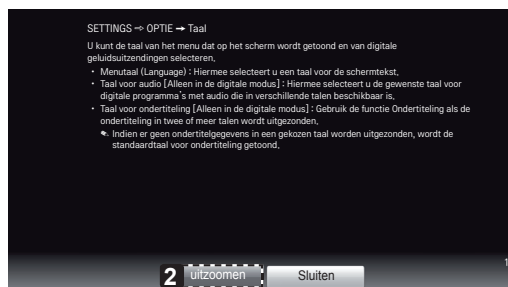 SETTINGS ⇨ OPTIE ➙ Taal
U kunt de taal van het menu dat op het scherm wordt getoond en van digitale
geluidsuitzendingen selecteren.
• Menutaal (Language) : Hiermee selecteert u een taal voor de schermtekst.
• Taal voor audio [Alleen in de digitale modus] : Hiermee selecteert u de gewenste taal voor
digitale programma`s met audio die in verschillende talen beschikbaar is.
• Taal voor ondertiteling [Alleen in de digitale modus] : Gebruik de functie Ondertiteling als de
ondertiteling in twee of meer talen wordt uitgezonden.
✎ Indien er geen ondertitelgegevens in een gekozen taal worden uitgezonden, wordt de
standaardtaal voor ondertiteling getoond.
1
2 uitzoomen Sluiten